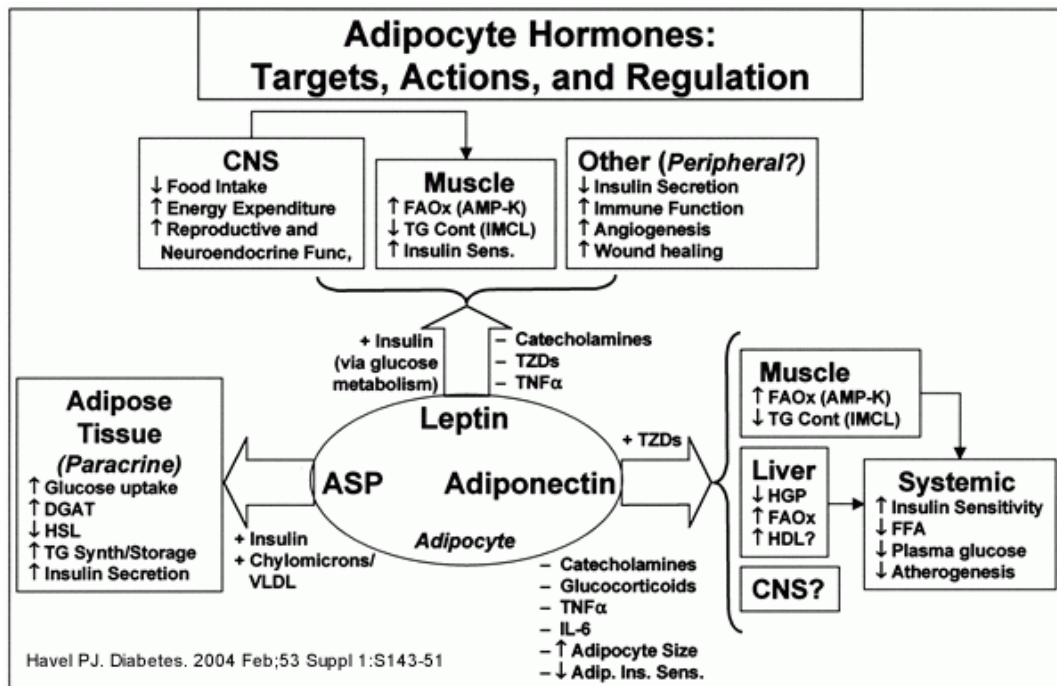 Adipocyte Hormones:
Targets, Actions, and Regulation
CNS
↓ Food Intake
↑ Energy Expenditure
↑ Reproductive and
Neuroendocrine Func,
Muscle
↑ FAOx (AMP-K)
↓ TG Cont (IMCL)
↑ Insulin Sens.
Other (Peripheral?)
↓ Insulin Secretion
↑ Immune Function
↑ Angiogenesis
↑ Wound healing
+ Insulin
(via glucose
metabolism)
– Catecholamines
– TZDs
– TNFα
Adipose
Tissue
(Paracrine)
↑ Glucose uptake
↑ DGAT
↓ HSL
↑ TG Synth/Storage
↑ Insulin Secretion
Leptin
ASP
Adiponectin
Adipocyte
+ Insulin
+ Chylomicrons/
VLDL
+ TZDs
– Catecholamines
– Glucocorticoids
– TNFα
– IL-6
– ↑ Adipocyte Size
– ↓ Adip. Ins. Sens.
Muscle
↑ FAOx (AMP-K)
↓ TG Cont (IMCL)
Liver
↓ HGP
↑ FAOx
↑ HDL?
CNS?
Systemic
↑ Insulin Sensitivity
↓ FFA
↓ Plasma glucose
↓ Atherogenesis
Havel PJ. Diabetes. 2004 Feb;53 Suppl 1:S143-51